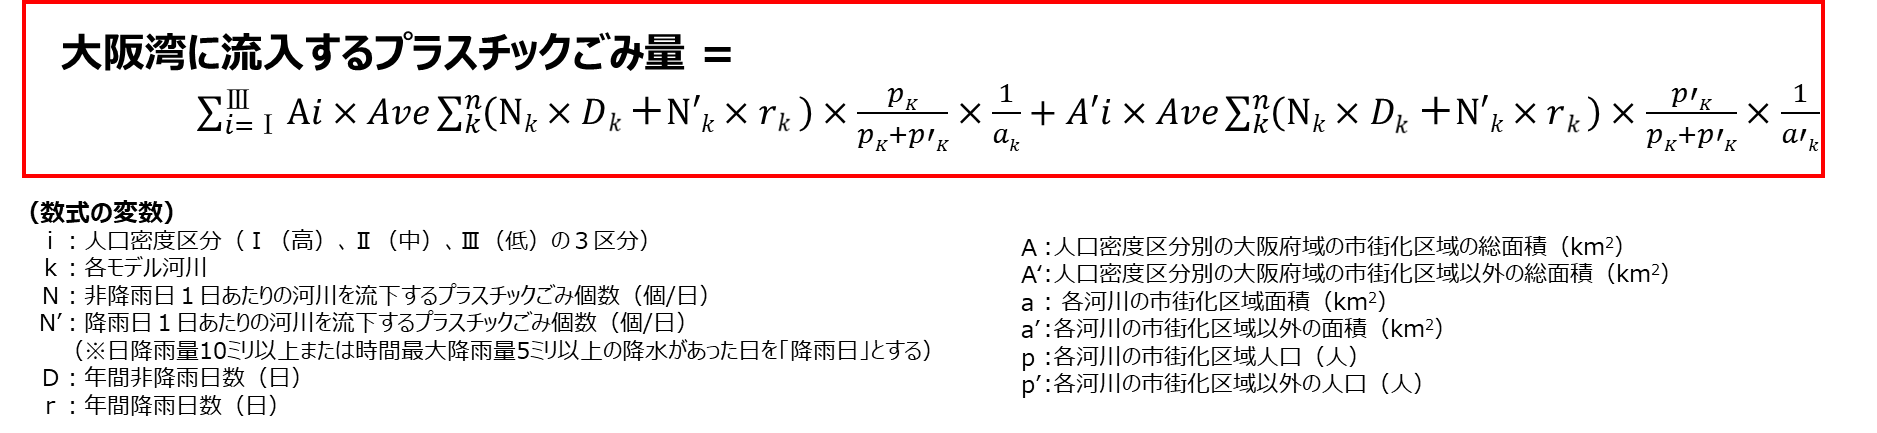 大阪湾に流入するプラスチックごみ量 =
∑_{i=Ⅰ}^{Ⅲ} Ai × Ave ∑_k^n (N_k × D_k ＋N′_k × r_k) × p_K/(p_K+p′_K) × 1/a_k + A′i × Ave ∑_k^n (N_k × D_k ＋N′_k × r_k) × p′_K/(p_K+p′_K) × 1/a′_k
（数式の変数）
ｉ：人口密度区分（Ⅰ（高）、Ⅱ（中）、Ⅲ（低）の３区分）
ｋ：各モデル河川
Ｎ：非降雨日１日あたりの河川を流下するプラスチックごみ個数（個/日）
N’：降雨日１日あたりの河川を流下するプラスチックごみ個数（個/日）
（※日降雨量10ミリ以上または時間最大降雨量5ミリ以上の降水があった日を「降雨日」とする）
Ｄ：年間非降雨日数（日）
ｒ：年間降雨日数（日）
Ａ：人口密度区分別の大阪府域の市街化区域の総面積（km²）
A‘：人口密度区分別の大阪府域の市街化区域以外の総面積（km²）
ａ： 各河川の市街化区域面積（km²）
a’：各河川の市街化区域以外の面積（km²）
ｐ：各河川の市街化区域人口（人）
p’：各河川の市街化区域以外の人口（人）